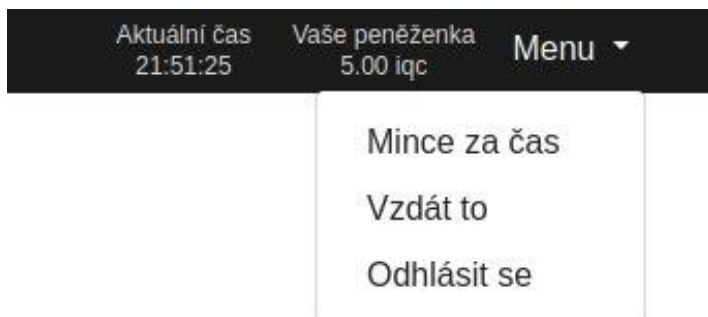 Aktuální čas
21:51:25
Vaše peněženka
5.00 iqc
Menu
Mince za čas
Vzdát to
Odhlásit se